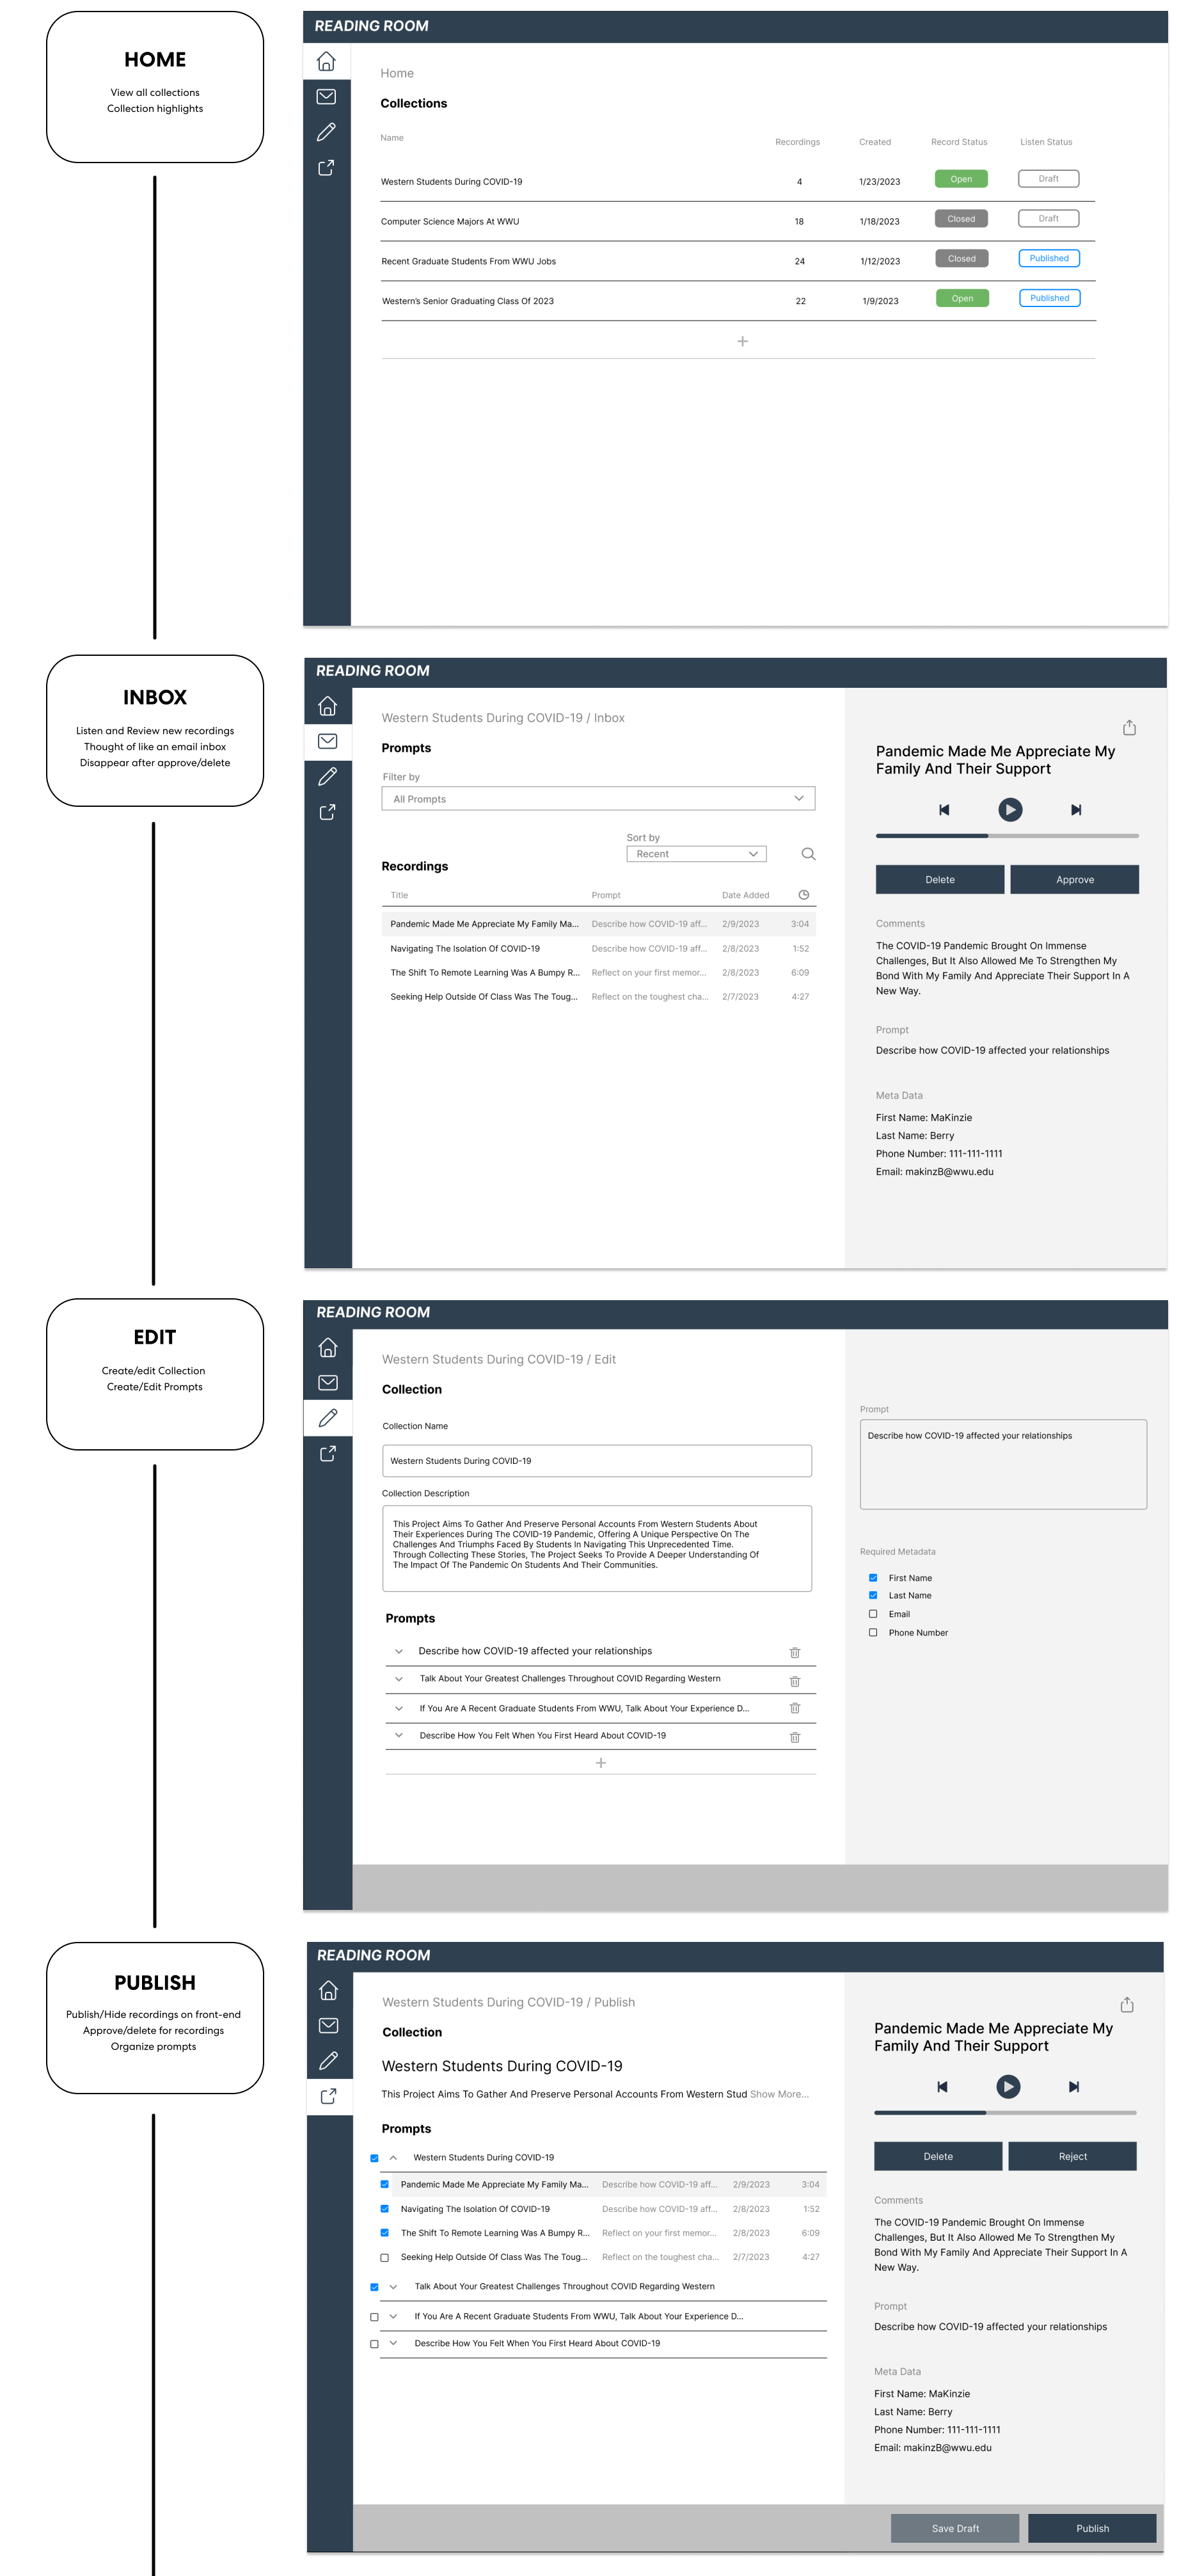 HOME
View all collections
Collection highlights
READING ROOM
Home
Collections
Name Recordings Created Record Status Listen Status
Western Students During COVID-19 4 1/23/2023 Open Draft
Computer Science Majors At WWU 18 1/18/2023 Closed Draft
Recent Graduate Students From WWU Jobs 24 1/12/2023 Closed Published
Western's Senior Graduating Class Of 2023 22 1/9/2023 Open Published
+
INBOX
Listen and Review new recordings
Thought of like an email inbox
Disappear after approve/delete
READING ROOM
Western Students During COVID-19 / Inbox
Prompts
Filter by
All Prompts
Sort by
Recent
Recordings
Title Prompt Date Added
Pandemic Made Me Appreciate My Family Ma... Describe how COVID-19 aff... 2/9/2023 3:04
Navigating The Isolation Of COVID-19 Describe how COVID-19 aff... 2/8/2023 1:52
The Shift To Remote Learning Was A Bumpy R... Reflect on your first memor... 2/8/2023 6:09
Seeking Help Outside Of Class Was The Toug... Reflect on the toughest cha... 2/7/2023 4:27
Pandemic Made Me Appreciate My
Family And Their Support
Delete Approve
Comments
The COVID-19 Pandemic Brought On Immense
Challenges, But It Also Allowed Me To Strengthen My
Bond With My Family And Appreciate Their Support In A
New Way.
Prompt
Describe how COVID-19 affected your relationships
Meta Data
First Name: MaKinzie
Last Name: Berry
Phone Number: 111-111-1111
Email: makinzB@wwu.edu
EDIT
Create/edit Collection
Create/Edit Prompts
READING ROOM
Western Students During COVID-19 / Edit
Collection
Collection Name
Western Students During COVID-19
Collection Description
This Project Aims To Gather And Preserve Personal Accounts From Western Students About
Their Experiences During The COVID-19 Pandemic, Offering A Unique Perspective On The
Challenges And Triumphs Faced By Students In Navigating This Unprecedented Time.
Through Collecting These Stories, The Project Seeks To Provide A Deeper Understanding Of
The Impact Of The Pandemic On Students And Their Communities.
Prompts
Describe how COVID-19 affected your relationships
Talk About Your Greatest Challenges Throughout COVID Regarding Western
If You Are A Recent Graduate Students From WWU, Talk About Your Experience D...
Describe How You Felt When You First Heard About COVID-19
+
Prompt
Describe how COVID-19 affected your relationships
Required Metadata
First Name
Last Name
Email
Phone Number
PUBLISH
Publish/Hide recordings on front-end
Approve/delete for recordings
Organize prompts
READING ROOM
Western Students During COVID-19 / Publish
Collection
Western Students During COVID-19
This Project Aims To Gather And Preserve Personal Accounts From Western Stud Show More...
Prompts
Western Students During COVID-19
Pandemic Made Me Appreciate My Family Ma... Describe how COVID-19 aff... 2/9/2023 3:04
Navigating The Isolation Of COVID-19 Describe how COVID-19 aff... 2/8/2023 1:52
The Shift To Remote Learning Was A Bumpy R... Reflect on your first memor... 2/8/2023 6:09
Seeking Help Outside Of Class Was The Toug... Reflect on the toughest cha... 2/7/2023 4:27
Talk About Your Greatest Challenges Throughout COVID Regarding Western
If You Are A Recent Graduate Students From WWU, Talk About Your Experience D...
Describe How You Felt When You First Heard About COVID-19
Pandemic Made Me Appreciate My
Family And Their Support
Delete Reject
Comments
The COVID-19 Pandemic Brought On Immense
Challenges, But It Also Allowed Me To Strengthen My
Bond With My Family And Appreciate Their Support In A
New Way.
Prompt
Describe how COVID-19 affected your relationships
Meta Data
First Name: MaKinzie
Last Name: Berry
Phone Number: 111-111-1111
Email: makinzB@wwu.edu
Save Draft Publish